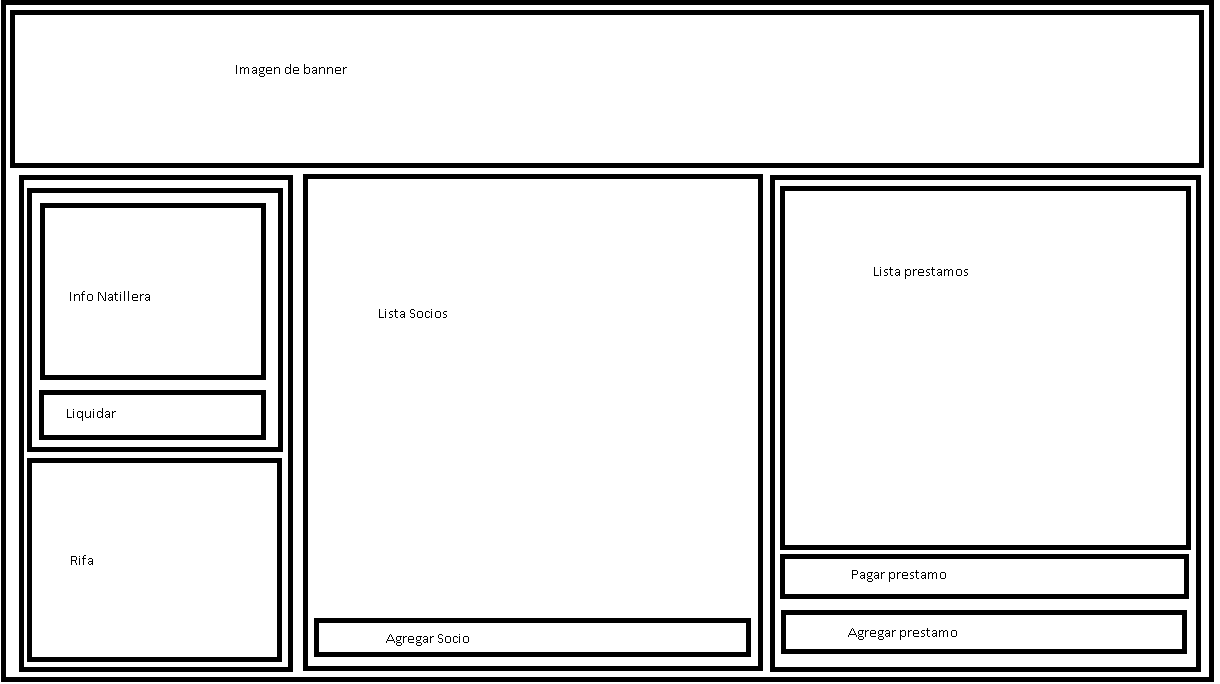 Imagen de banner
Info Natillera
Liquidar
Rifa
Lista Socios
Agregar Socio
Lista prestamos
Pagar prestamo
Agregar prestamo